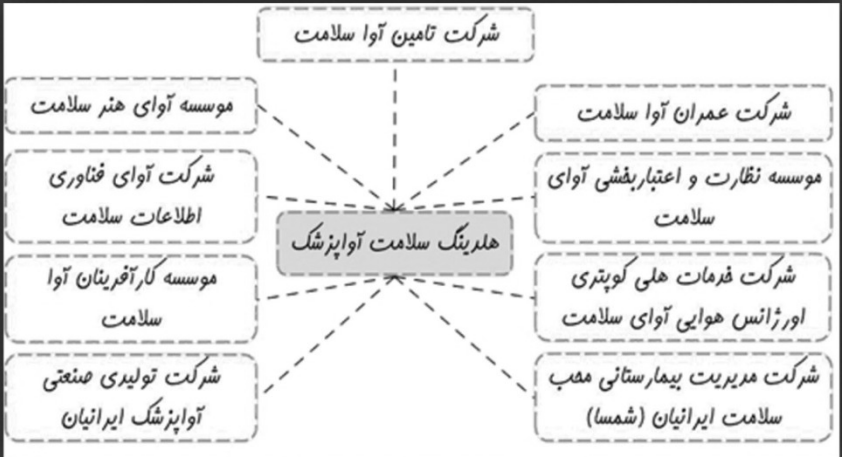 شرکت تامین آوا سلامت
شرکت عمران آوا سلامت
موسسه نظارت و اعتباربخشی آوای
سلامت
شرکت خدمات هلی کوپتری
اورژانس هوایی آوای سلامت
شرکت مدیریت بیمارستانی محب
سلامت ایرانیان (شمسا)
هلدینگ سلامت آواپزشک
موسسه آوای هنر سلامت
شرکت آوای فناوری
اطلاعات سلامت
موسسه کارآفرینان آوا
سلامت
شرکت تولیدی صنعتی
آواپزشک ایرانیان